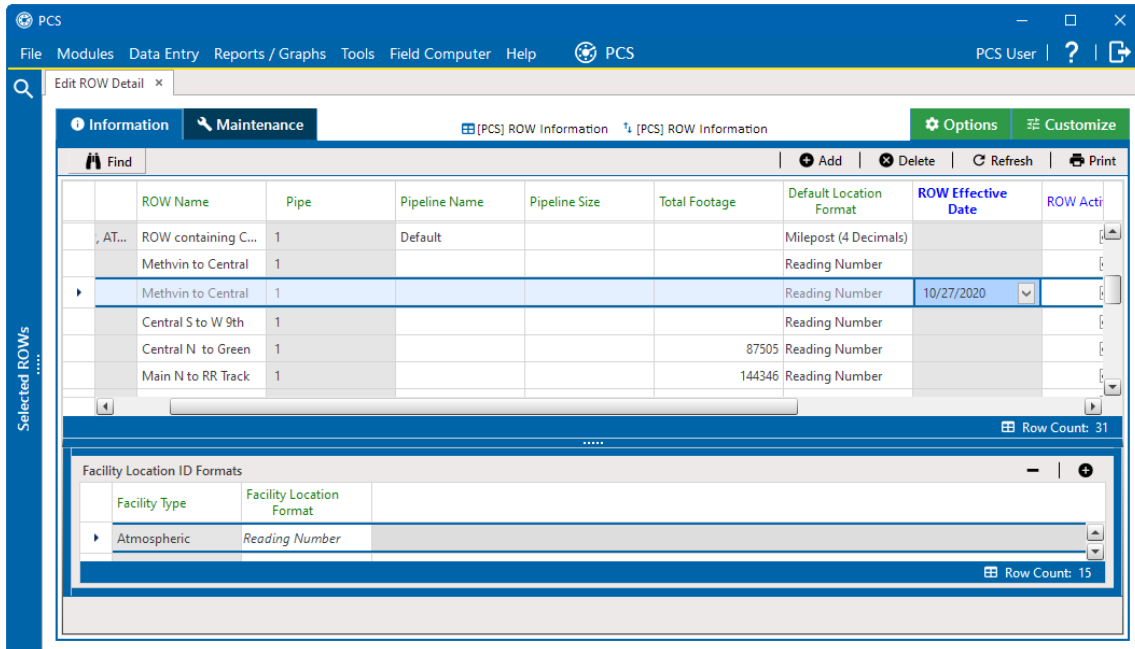 PCS
File Modules Data Entry Reports / Graphs Tools Field Computer Help PCS PCS User | ? |
Edit ROW Detail ×
Information Maintenance [PCS] ROW Information [PCS] ROW Information Options Customize
Find | Add | Delete | Refresh | Print
ROW Name Pipe Pipeline Name Pipeline Size Total Footage Default Location Format ROW Effective Date ROW Acti
, AT... ROW containing C... 1 Default Milepost (4 Decimals)
Methvin to Central 1 Reading Number
Methvin to Central 1 Reading Number 10/27/2020
Central S to W 9th 1 Reading Number
Central N to Green 1 87505 Reading Number
Main N to RR Track 1 144346 Reading Number
Row Count: 31
Selected ROWs
Facility Location ID Formats
Facility Type Facility Location Format
Atmospheric Reading Number
Row Count: 15